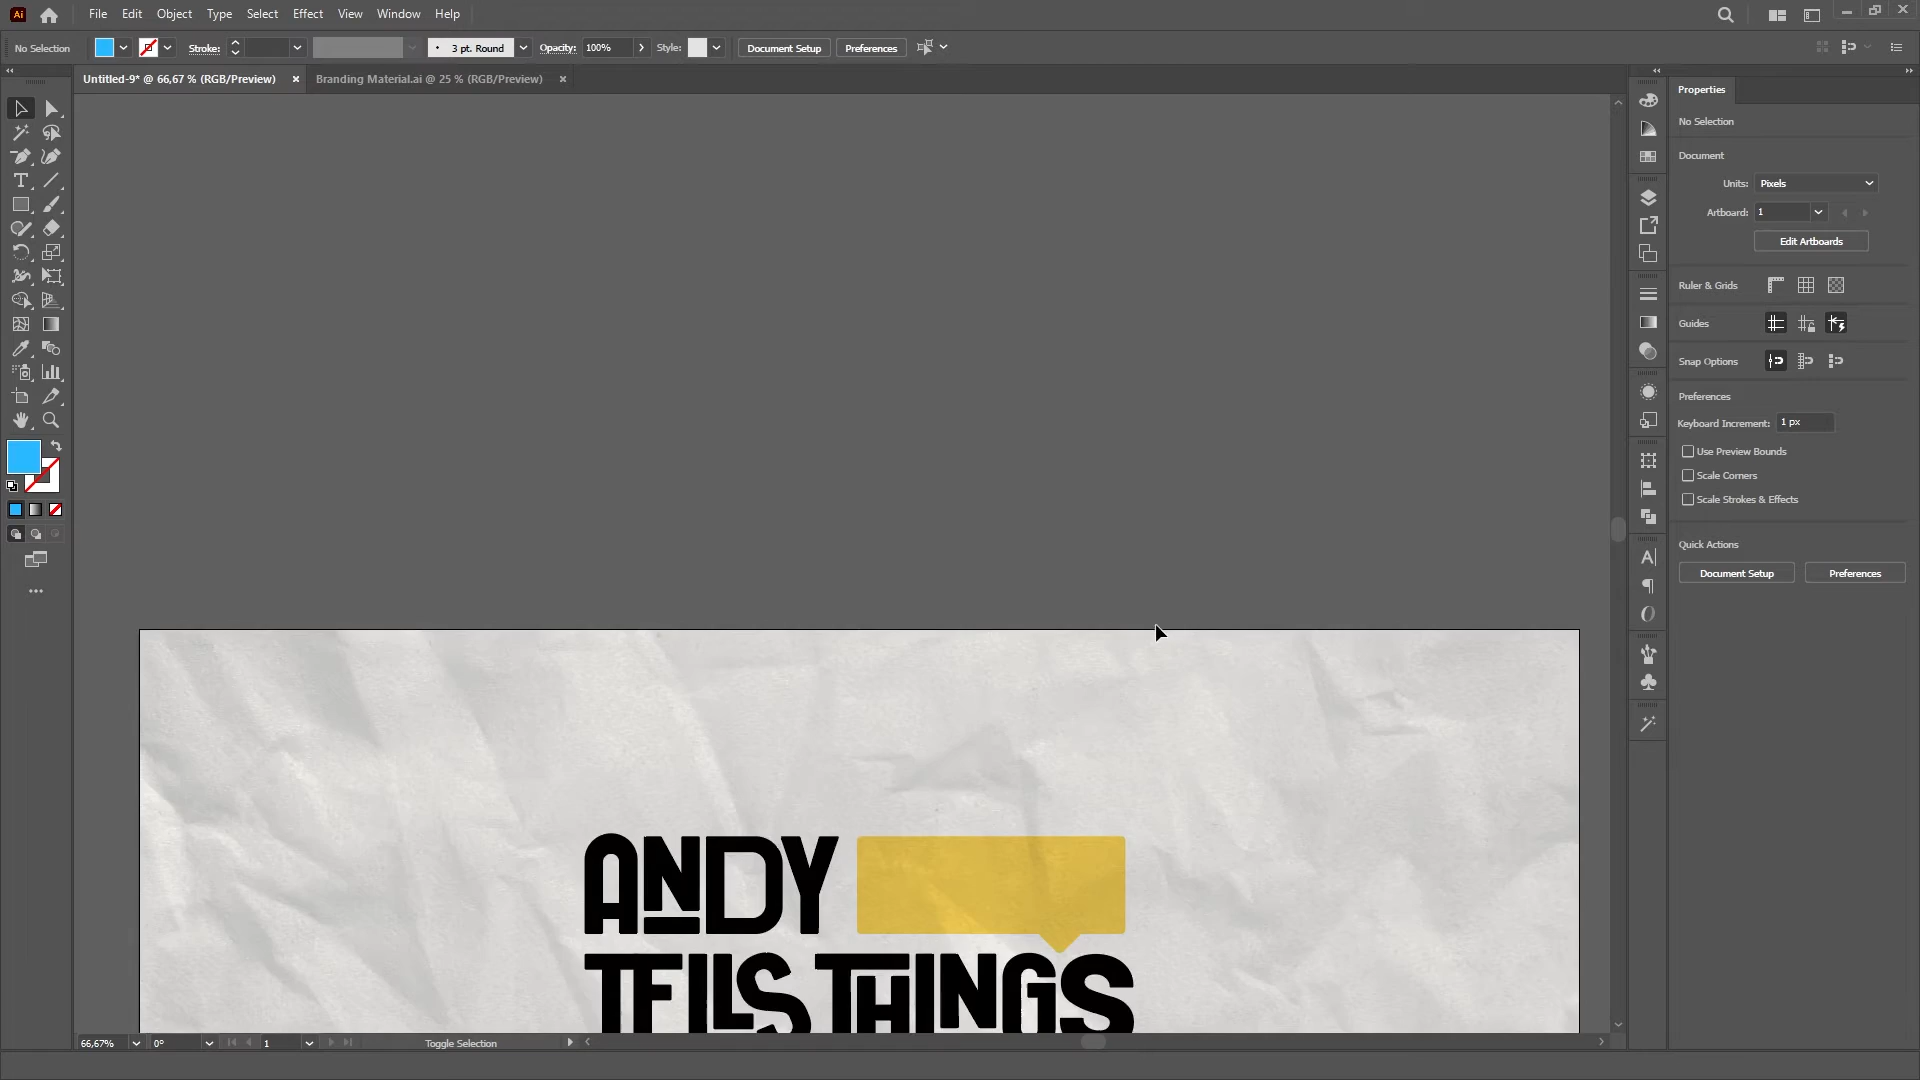 Ai File Edit Object Type Select Effect View Window Help
No Selection Stroke: 3 pt. Round Opacity: 100% Style: Document Setup Preferences
Untitled-9* @ 66,67 % (RGB/Preview) × Branding Material.ai @ 25 % (RGB/Preview) ×
Properties
No Selection
Document
Units: Pixels
Artboard: 1
Edit Artboards
Ruler & Grids
Guides
Snap Options
Preferences
Keyboard Increment: 1 px
Use Preview Bounds
Scale Corners
Scale Strokes & Effects
Quick Actions
Document Setup Preferences
ANDY
TELLS THINGS
66,67% 0° 1 Toggle Selection